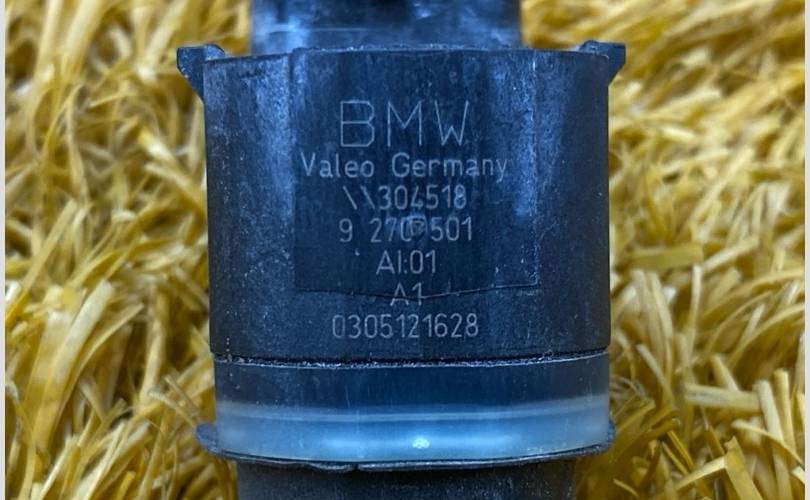 BMW
Valeo Germany
\\304518
9 270 501
AI:01
A1
0305121628